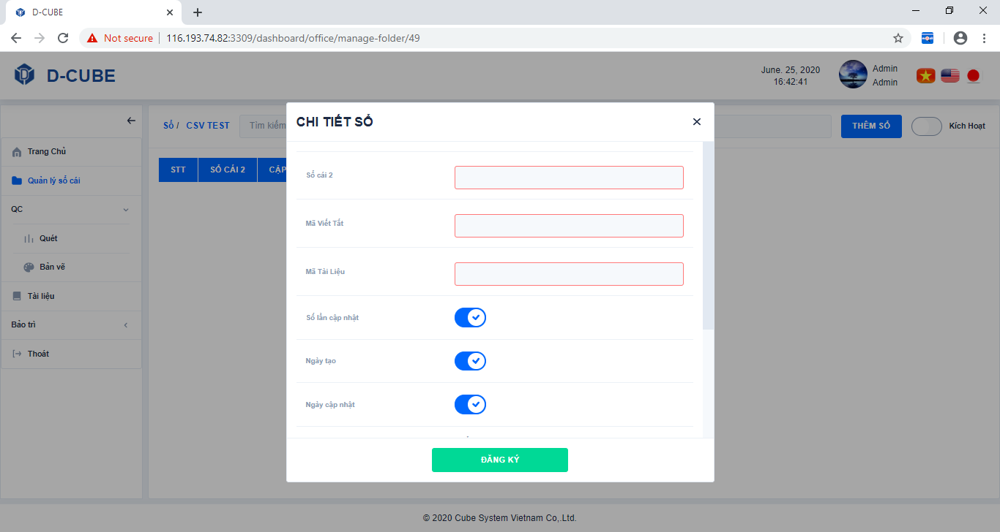 D-CUBE
Not secure
116.193.74.82:3309/dashboard/office/manage-folder/49
D-CUBE
June. 25, 2020
16:42:41
Admin
Admin
Trang Chủ
Quản lý sổ cái
QC
Quét
Bản vẽ
Tài liệu
Bảo trì
Thoát
Sổ / CSV TEST
Tìm kiếm
THÊM SỔ
Kích Hoạt
STT
SỔ CÁI 2
CẬP
CHI TIẾT SỔ
Sổ cái 2
Mã Viết Tắt
Mã Tài Liệu
Số lần cập nhật
Ngày tạo
Ngày cập nhật
ĐĂNG KÝ
© 2020 Cube System Vietnam Co,.Ltd.